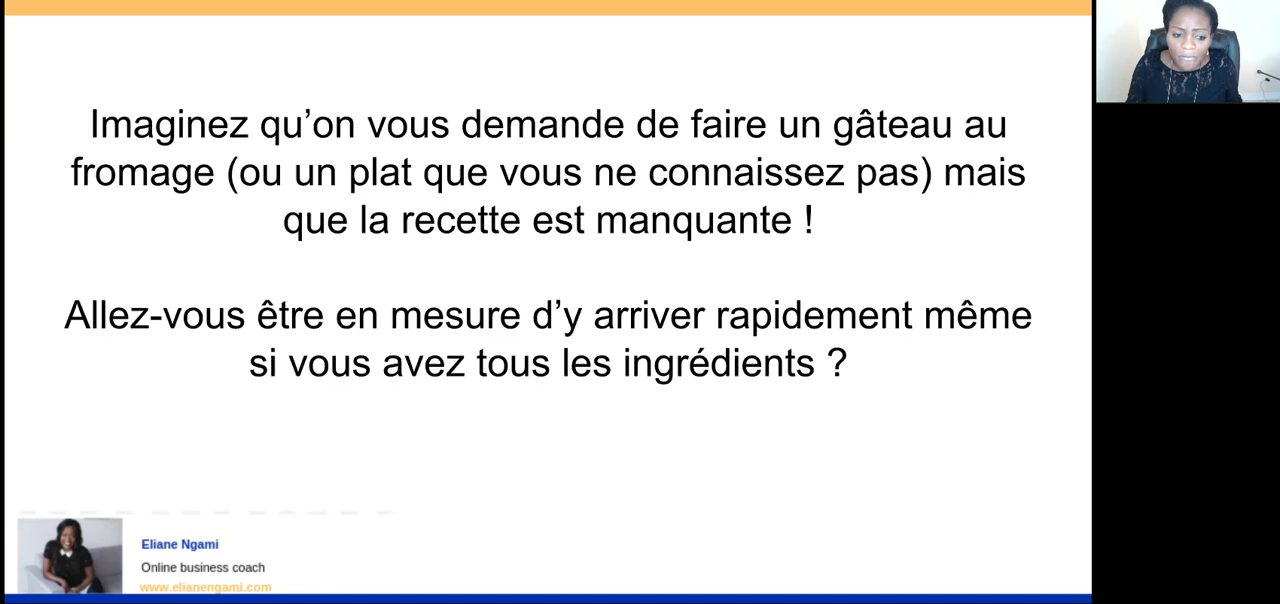 Imaginez qu’on vous demande de faire un gâteau au
fromage (ou un plat que vous ne connaissez pas) mais
que la recette est manquante !
Allez-vous être en mesure d’y arriver rapidement même
si vous avez tous les ingrédients ?
Eliane Ngami
Online business coach
www.elianengami.com